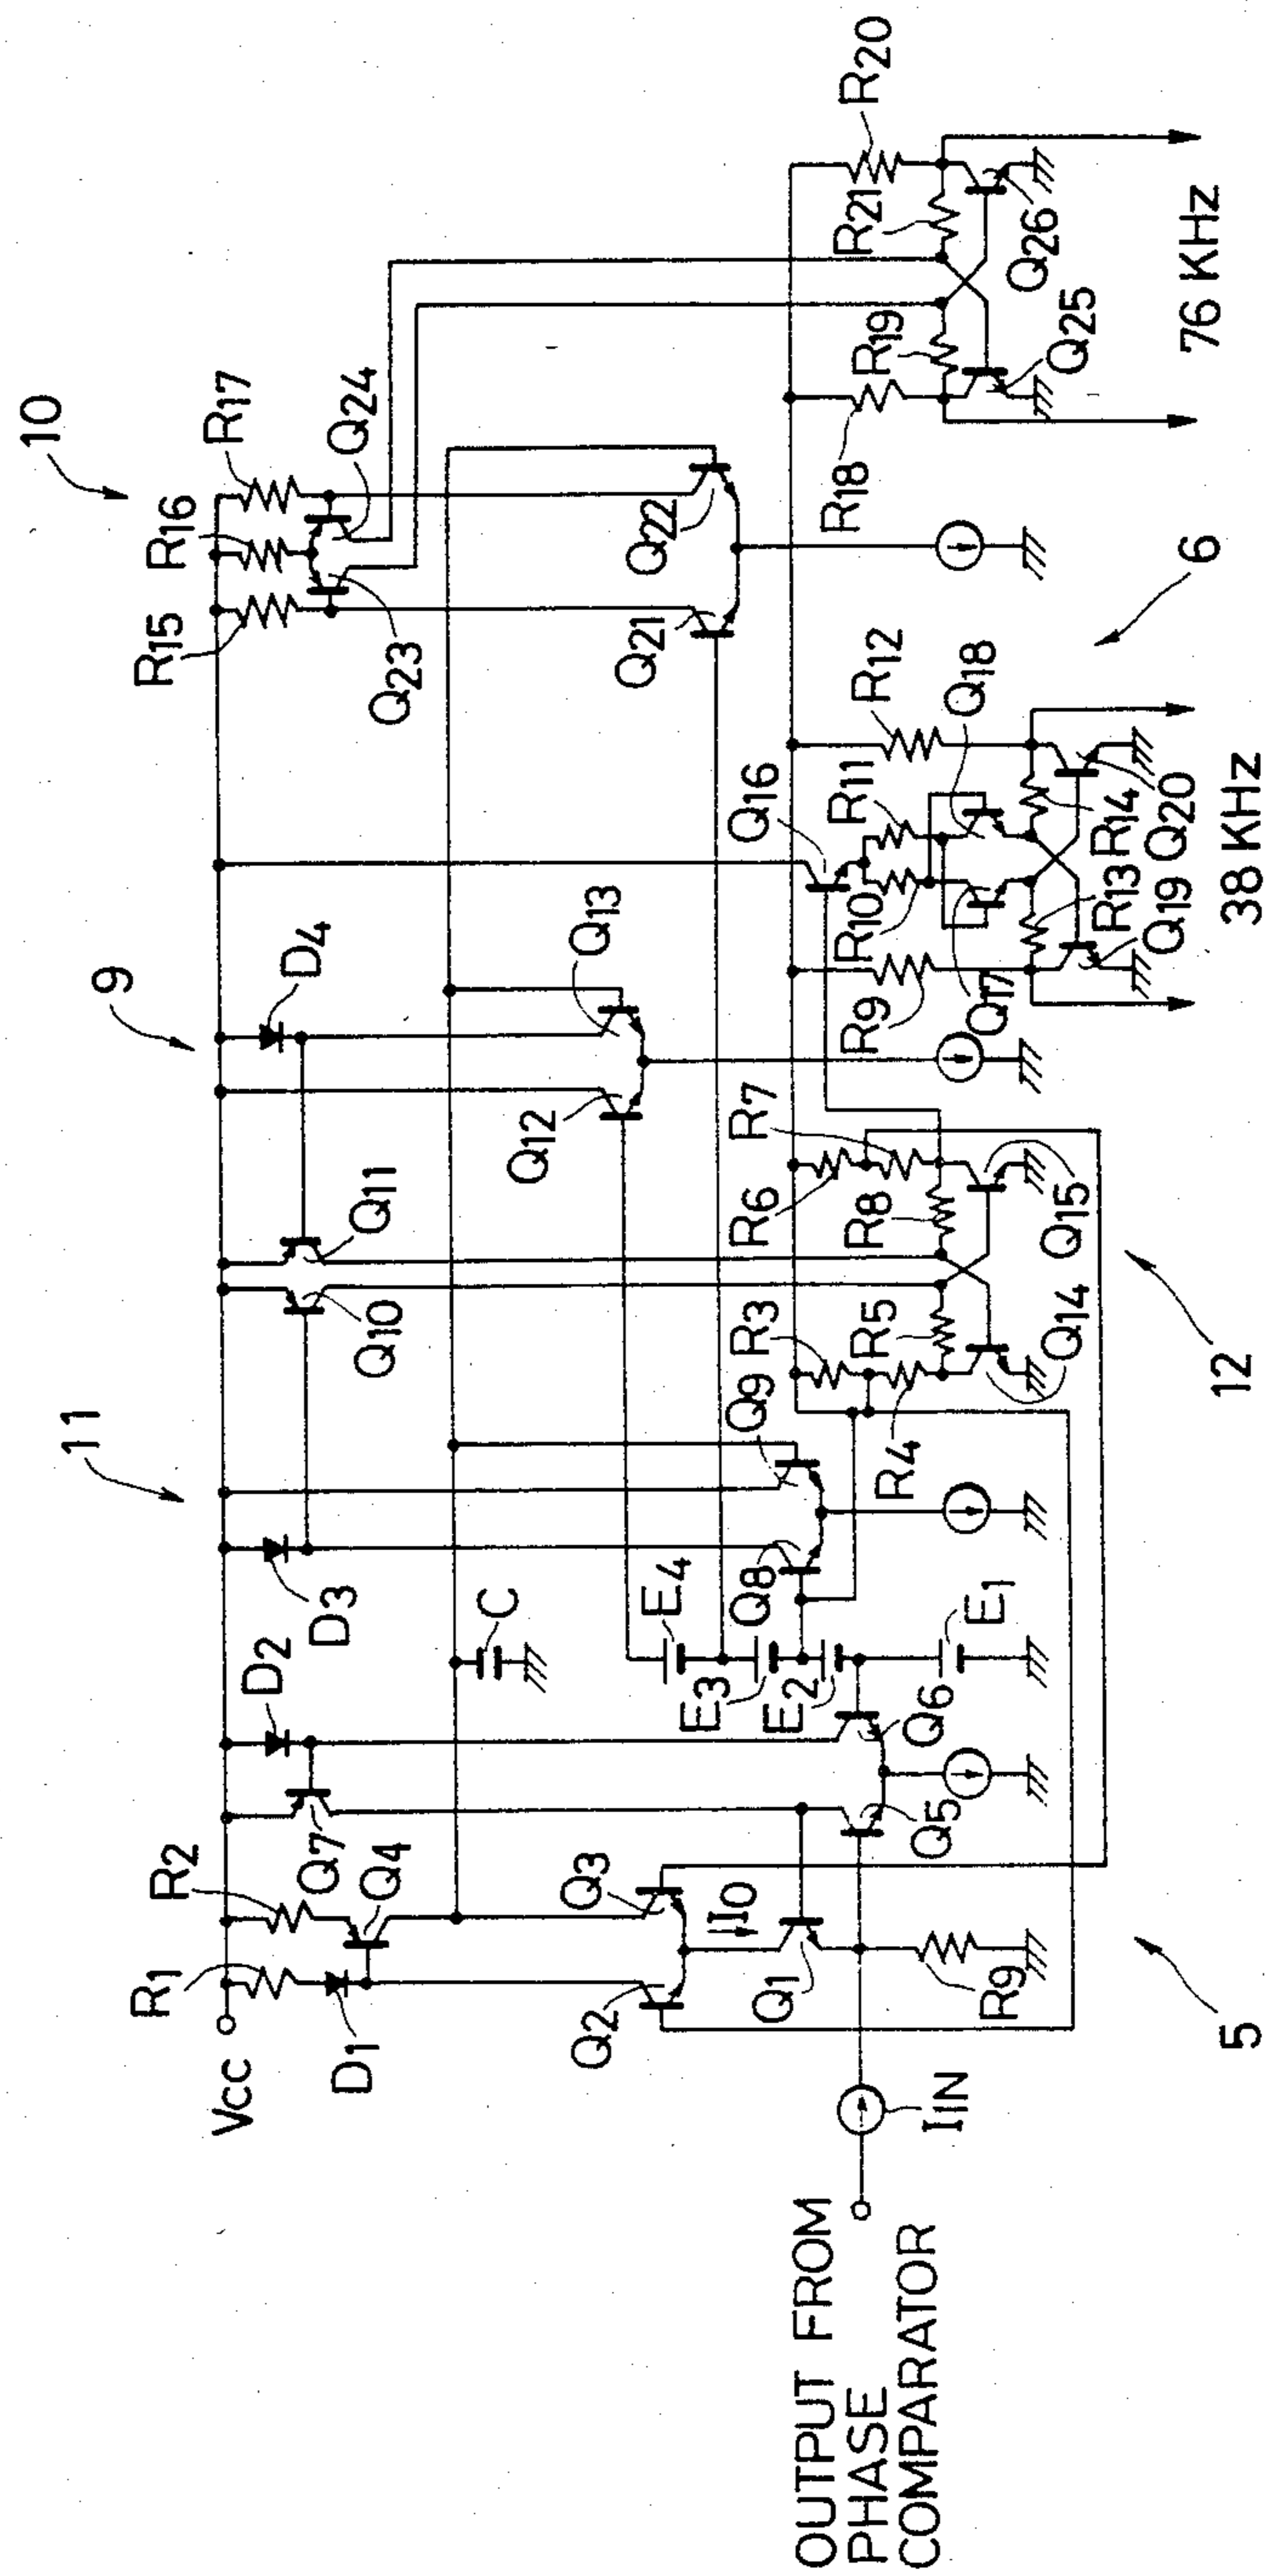 11
9
10
Vcc
R1
R2
D1
Q7
Q4
D2
D3
Q10
Q11
D4
R15
R16
R17
Q23
Q24
C
Q2
Q3
I0
Q1
E4
E3
E2
E1
Q8
Q9
Q12
Q13
Q21
Q22
Q5
Q6
R9
IIN
OUTPUT FROM
PHASE
COMPARATOR
R3
R4
R5
R6
R7
R8
Q14
Q15
Q16
R9
R10
R11
R12
Q17
Q18
R13
R14
Q19
Q20
R18
R19
R21
R20
Q25
Q26
5
12
6
38 KHz
76 KHz